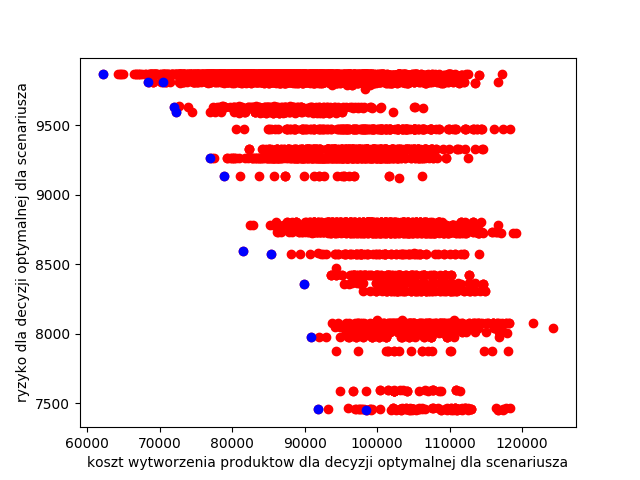 ryzyko dla decyzji optymalnej dla scenariusza
9500
9000
8500
8000
7500
60000 70000 80000 90000 100000 110000 120000
koszt wytworzenia produktow dla decyzji optymalnej dla scenariusza